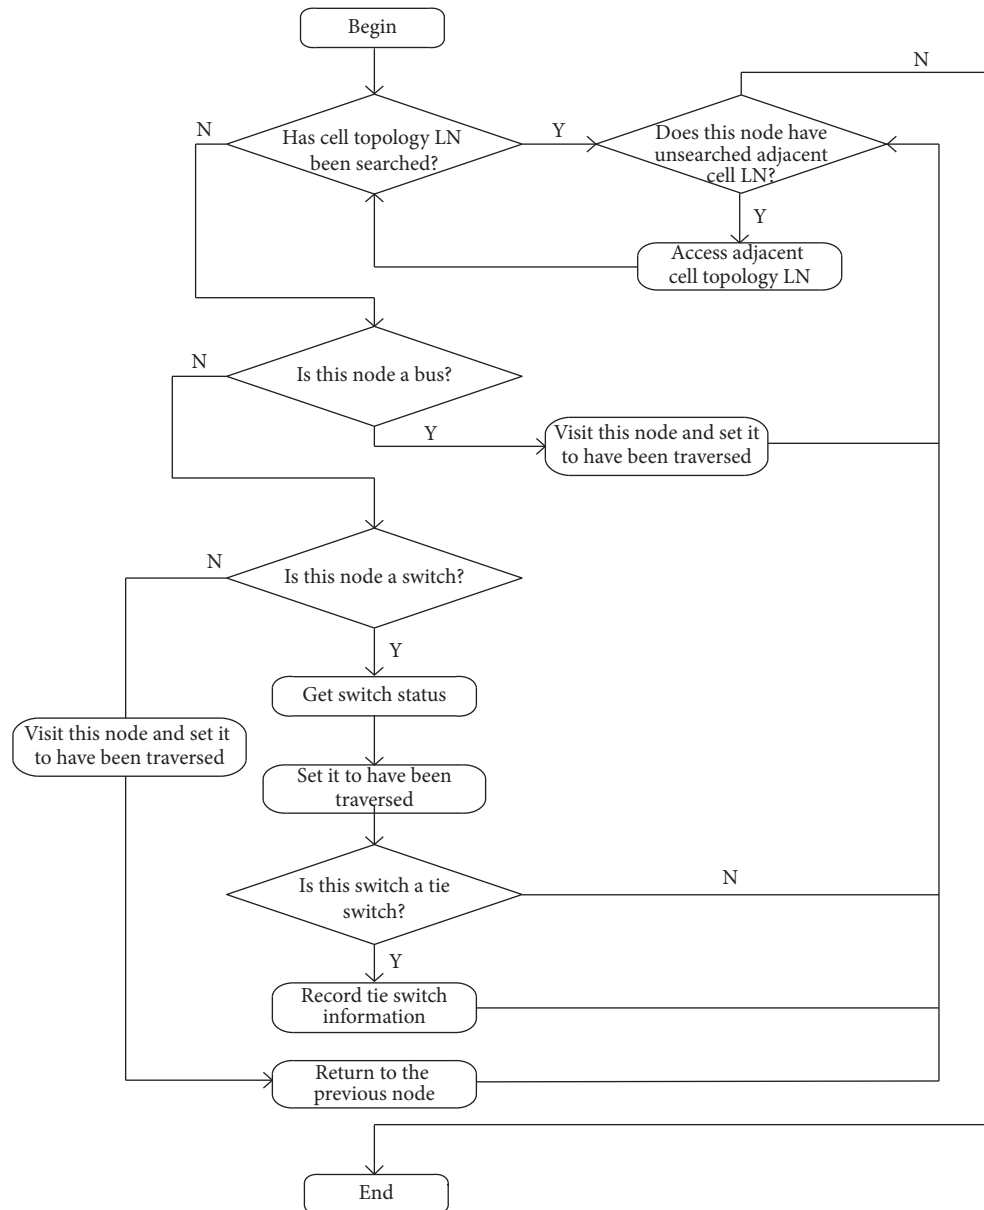 Begin
N
N
Has cell topology LN
been searched?
Y
Does this node have
unsearched adjacent
cell LN?
Y
Access adjacent
cell topology LN
N
Is this node a bus?
Y
Visit this node and set it
to have been traversed
N
Is this node a switch?
Y
Get switch status
Visit this node and set it
to have been traversed
Set it to have been
traversed
Is this switch a tie
switch?
N
Y
Record tie switch
information
Return to the
previous node
End